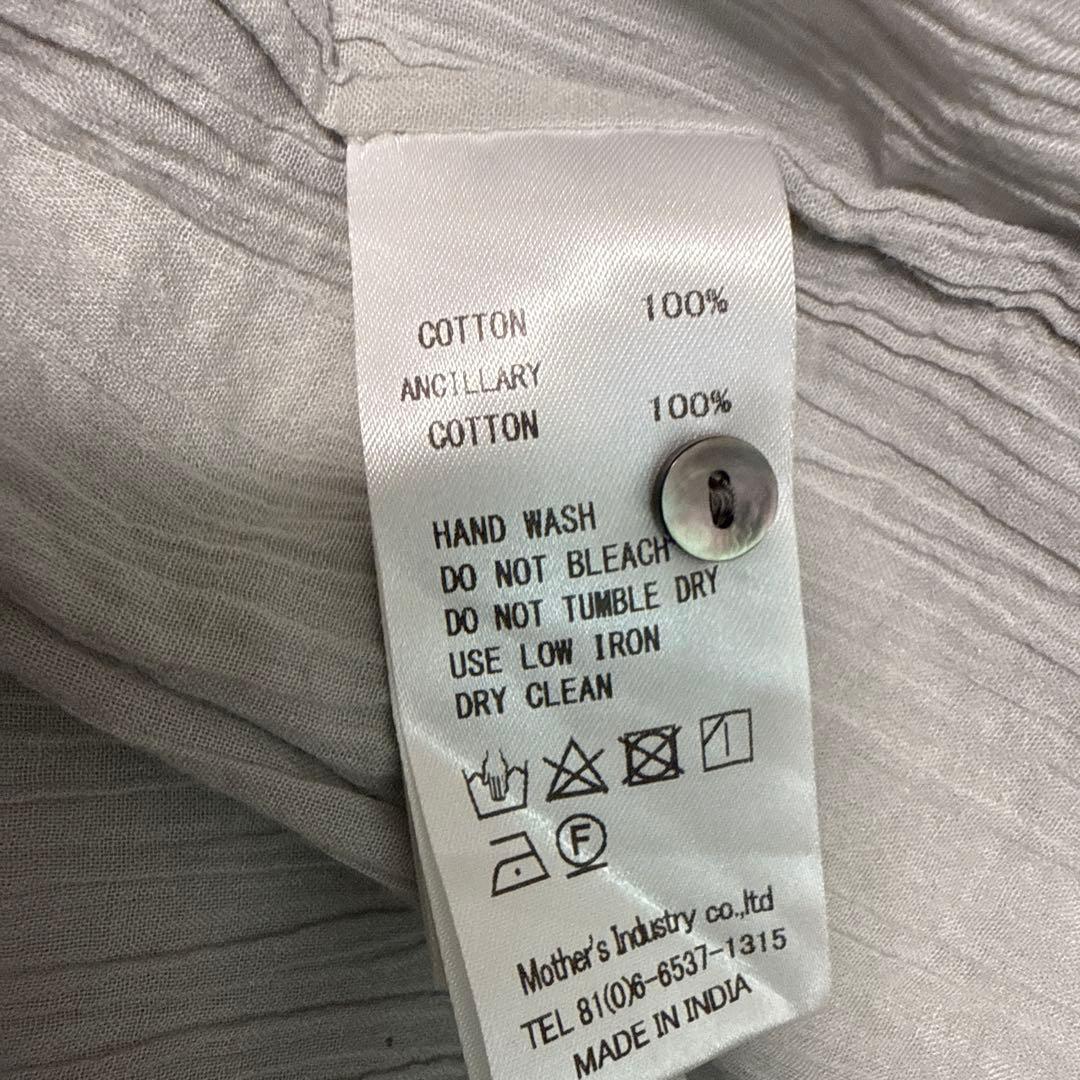 COTTON 100%
ANCILLARY
COTTON 100%
HAND WASH
DO NOT BLEACH
DO NOT TUMBLE DRY
USE LOW IRON
DRY CLEAN
F
Mother's Industry co.,ltd
TEL 81(0)6-6537-1315
MADE IN INDIA